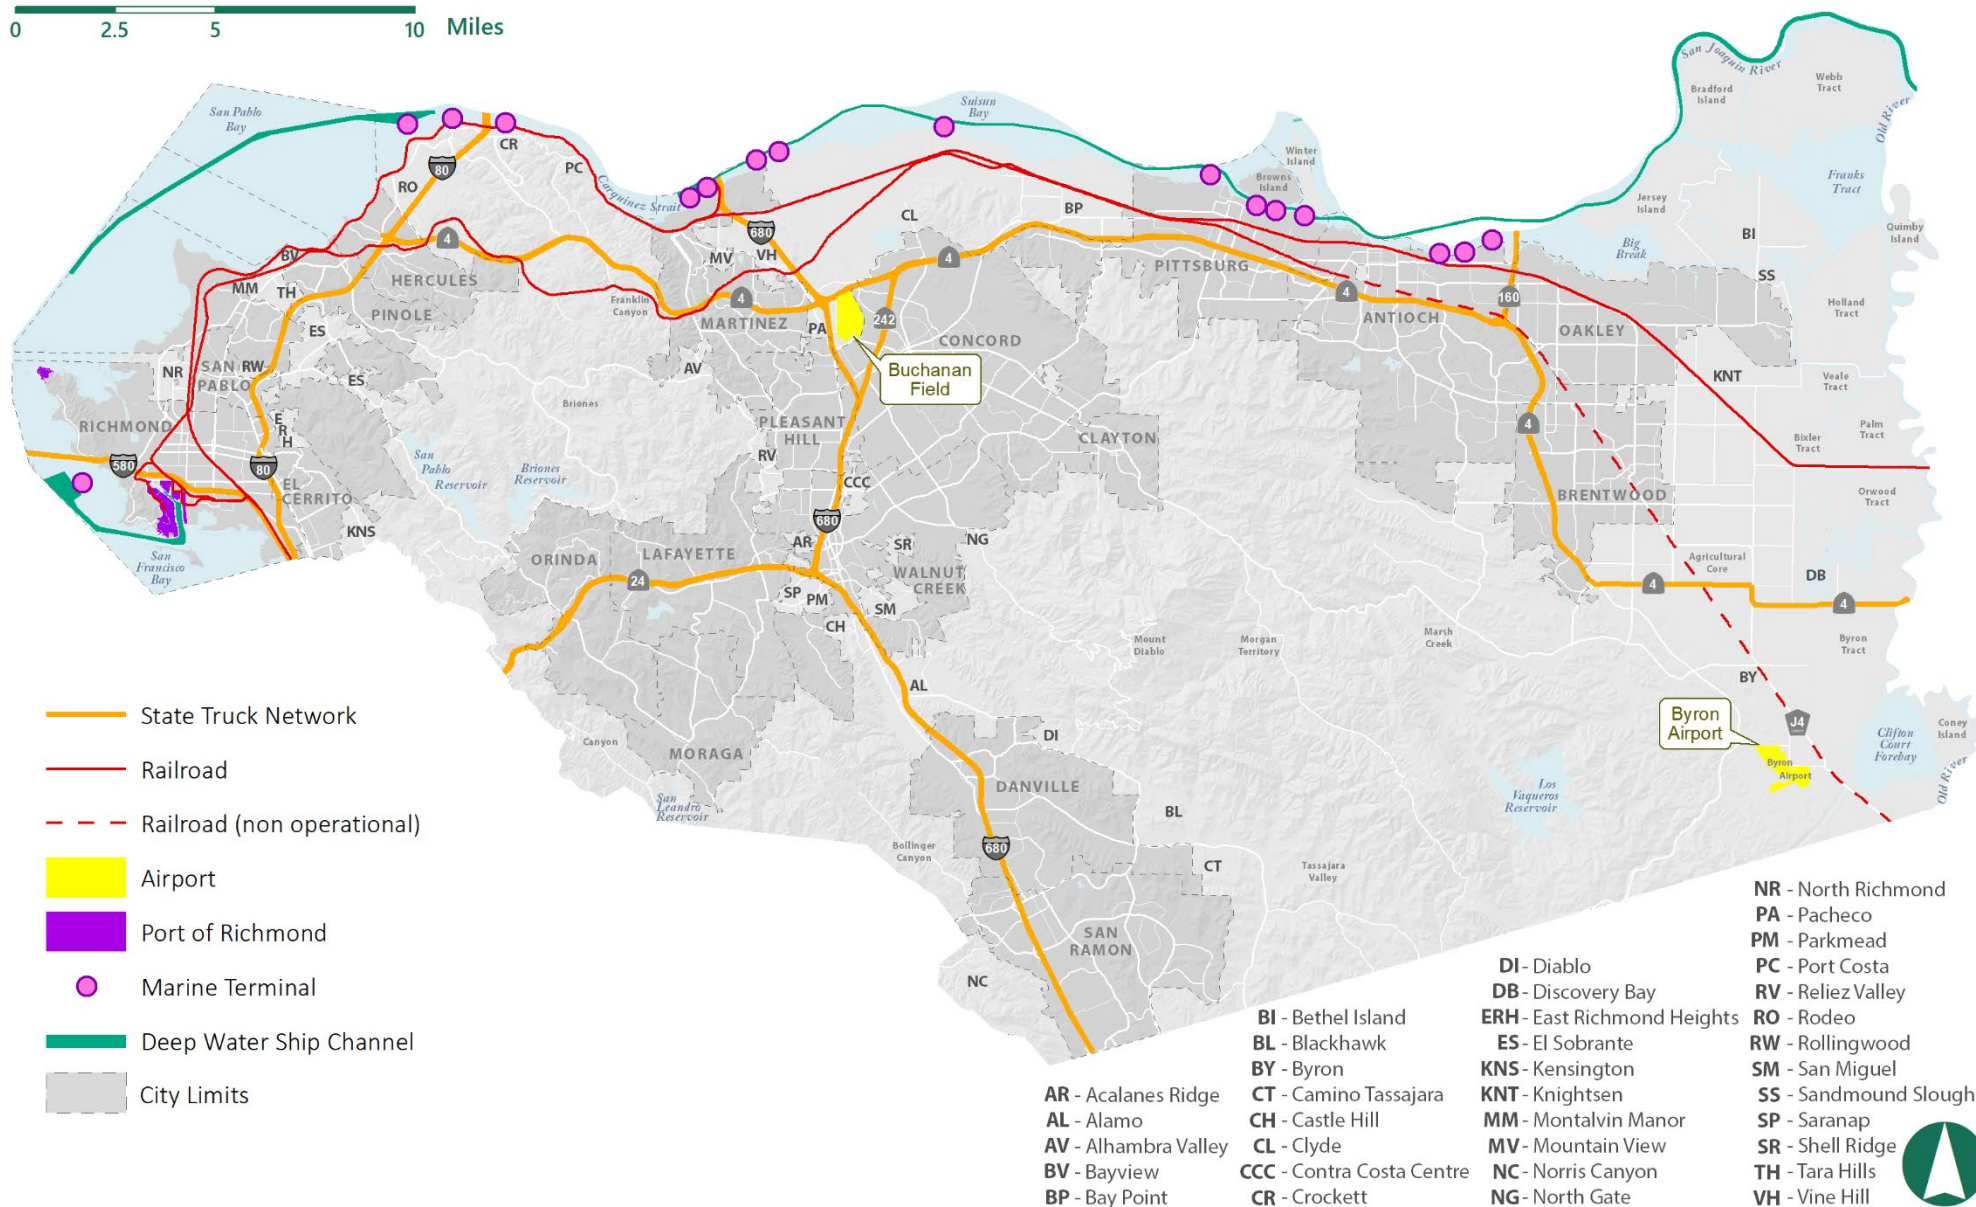 0 2.5 5 10 Miles
San Pablo
Bay
Suisun
Bay
San Joaquin River
Bradford
Island
Webb
Tract
Old River
CR
80
PC
RO
Carquinez Strait
Winter
Island
Browns
Island
Franks
Tract
Jersey
Island
Quimby
Island
BP
CL
680
4
BV
MV
VH
4
BI
Big
Break
SS
MM
TH
HERCULES
PINOLE
Franklin
Canyon
4
MARTINEZ
PA
242
CONCORD
PITTSBURG
4
ANTIOCH
160
OAKLEY
Holland
Tract
ES
NR
SAN
PABLO
RW
ES
AV
Buchanan
Field
KNT
Veale
Tract
Briones
RICHMOND
E
R
H
PLEASANT
HILL
CLAYTON
4
Bixler
Tract
Palm
Tract
580
80
San
Pablo
Reservoir
Briones
Reservoir
RV
CCC
EL
CERRITO
BRENTWOOD
Orwood
Tract
KNS
680
San
Francisco
Bay
ORINDA
LAFAYETTE
AR
SR
NG
24
WALNUT
CREEK
SP
PM
SM
CH
Agricultural
Core
4
DB
4
Mount
Diablo
Morgan
Territory
Marsh
Creek
Byron
Tract
AL
BY
Byron
Airport
J4
Clifton
Court
Forebay
Coney
Island
Old River
Byron
Airport
Canyon
MORAGA
DI
DANVILLE
San
Leandro
Reservoir
BL
Los
Vaqueros
Reservoir
Bollinger
Canyon
680
CT
Tassajara
Valley
SAN
RAMON
NC
State Truck Network
Railroad
Railroad (non operational)
Airport
Port of Richmond
Marine Terminal
Deep Water Ship Channel
City Limits
AR - Acalanes Ridge
AL - Alamo
AV - Alhambra Valley
BV - Bayview
BP - Bay Point
BI - Bethel Island
BL - Blackhawk
BY - Byron
CT - Camino Tassajara
CH - Castle Hill
CL - Clyde
CCC - Contra Costa Centre
CR - Crockett
DI - Diablo
DB - Discovery Bay
ERH - East Richmond Heights
ES - El Sobrante
KNS - Kensington
KNT - Knightsen
MM - Montalvin Manor
MV - Mountain View
NC - Norris Canyon
NG - North Gate
NR - North Richmond
PA - Pacheco
PM - Parkmead
PC - Port Costa
RV - Reliez Valley
RO - Rodeo
RW - Rollingwood
SM - San Miguel
SS - Sandmound Slough
SP - Saranap
SR - Shell Ridge
TH - Tara Hills
VH - Vine Hill